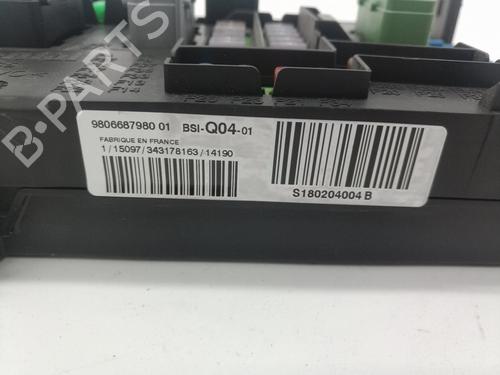 B-PARTS
9806687980 01 BSI-Q04-01
FABRIQUE EN FRANCE
1/15097/343178163/14190
S180204004 B